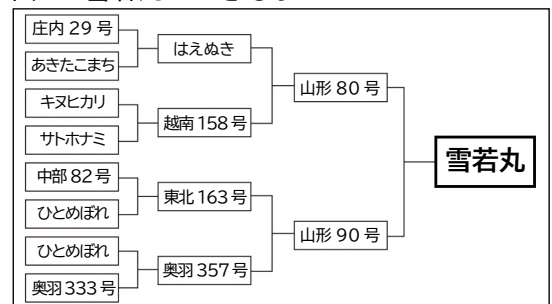 庄内29号
はえぬき
あきたこまち
山形80号
キヌヒカリ
越南158号
サトホナミ
雪若丸
中部82号
東北163号
ひとめぼれ
山形90号
ひとめぼれ
奥羽357号
奥羽333号